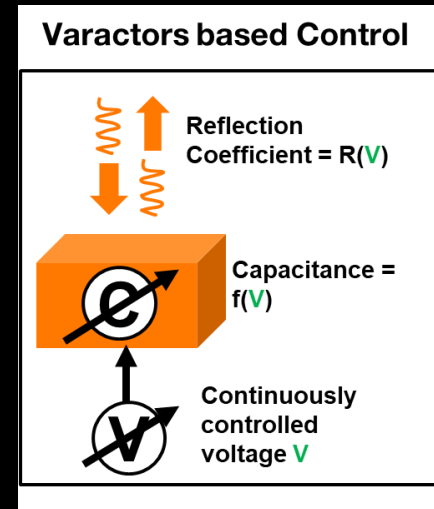 Varactors based Control
Reflection
Coefficient = R(V)
C
Capacitance =
f(V)
V
Continuously
controlled
voltage V